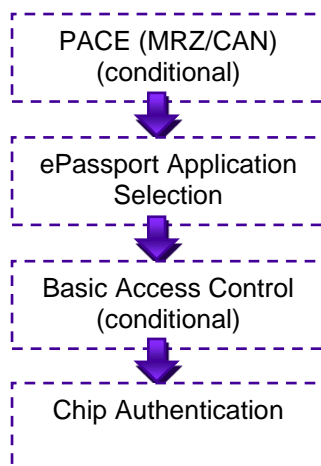 PACE (MRZ/CAN)
(conditional)
ePassport Application
Selection
Basic Access Control
(conditional)
Chip Authentication